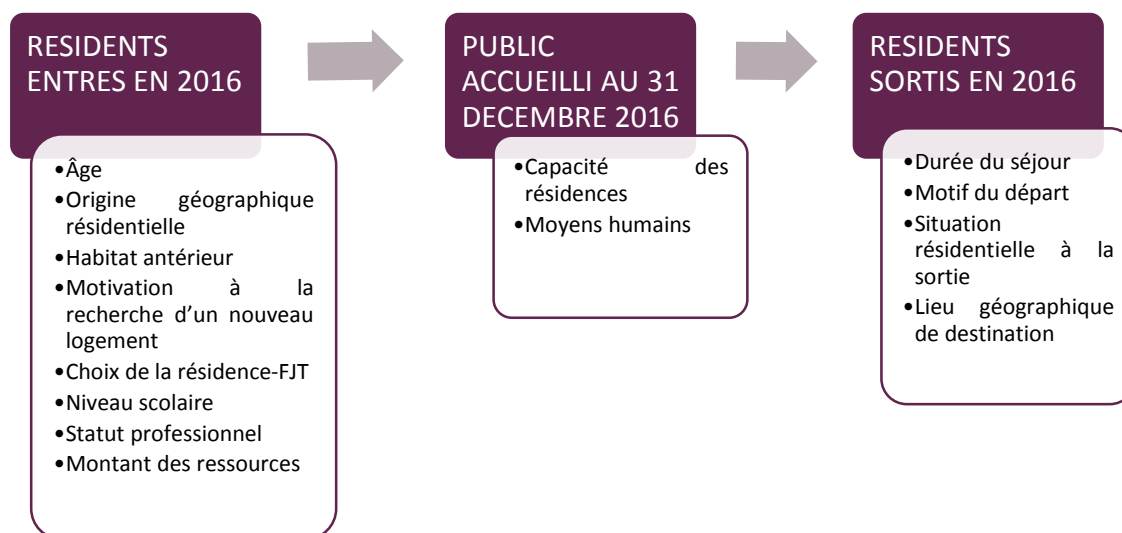 RESIDENTS
ENTRES EN 2016
•Âge
•Origine géographique
résidentielle
•Habitat antérieur
•Motivation à la
recherche d’un nouveau
logement
•Choix de la résidence-FJT
•Niveau scolaire
•Statut professionnel
•Montant des ressources
PUBLIC
ACCUEILLI AU 31
DECEMBRE 2016
•Capacité des
résidences
•Moyens humains
RESIDENTS
SORTIS EN 2016
•Durée du séjour
•Motif du départ
•Situation
résidentielle à la
sortie
•Lieu géographique
de destination